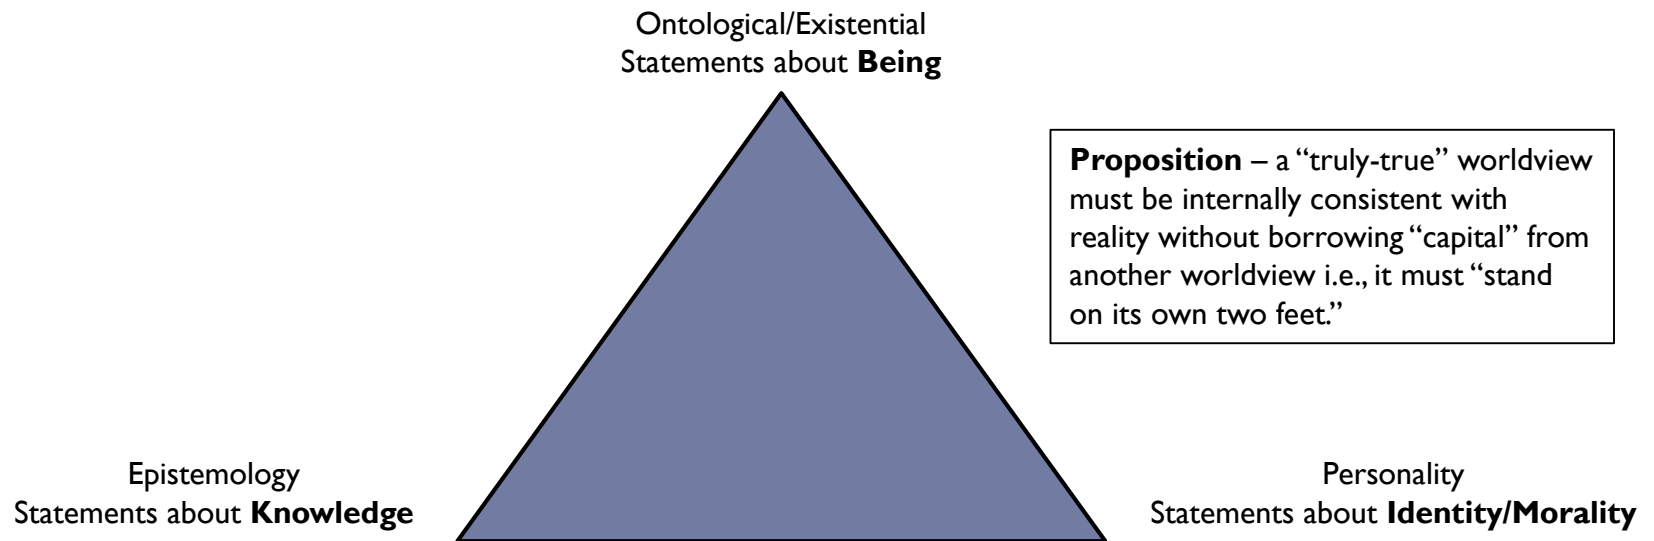 Ontological/Existential
Statements about Being
Proposition – a “truly-true” worldview
must be internally consistent with
reality without borrowing “capital” from
another worldview i.e., it must “stand
on its own two feet.”
Epistemology
Statements about Knowledge
Personality
Statements about Identity/Morality